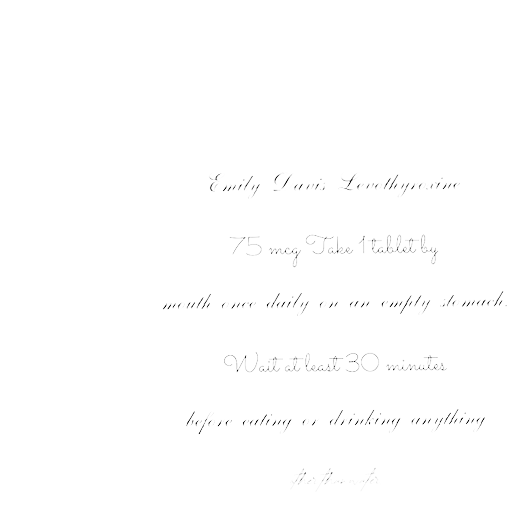 Emily Davis Levothyroxine
75 mcg Take 1 tablet by
mouth once daily on an empty stomach.
Wait at least 30 minutes
before eating or drinking anything